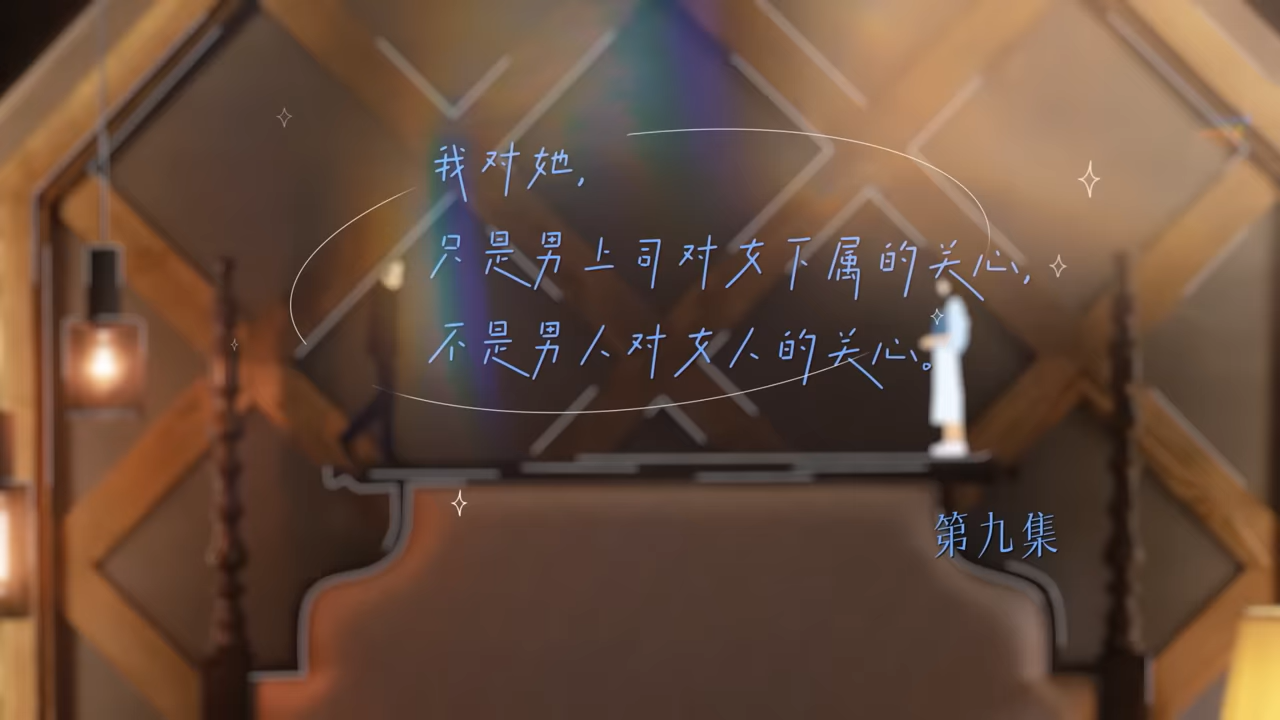 我对她，
只是男上司对女下属的关心，
不是男人对女人的关心。
第九集